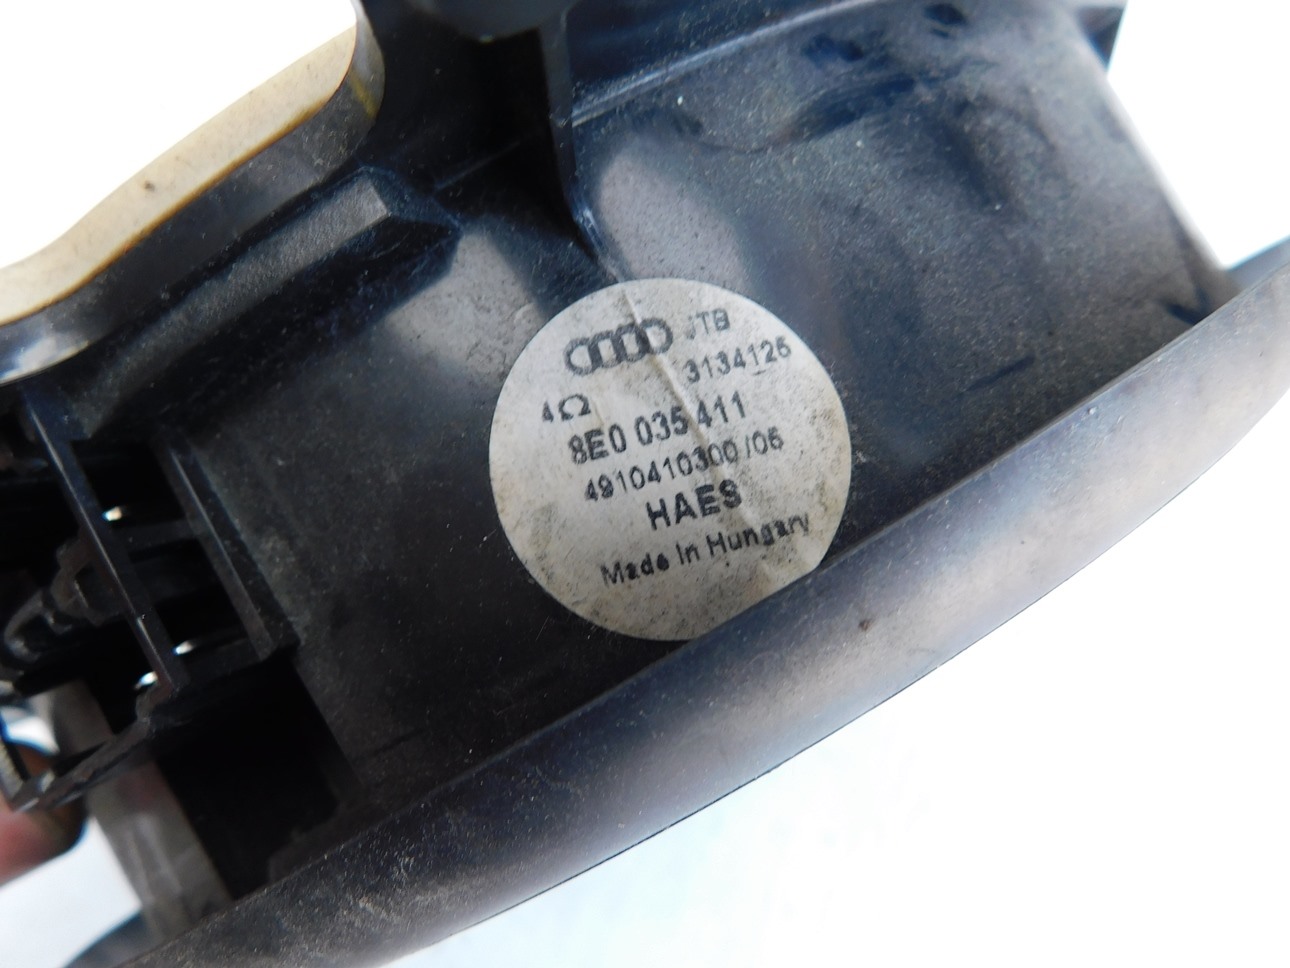 JTB
3134126
4Ω
8E0 035 411
4910410300/06
HAES
Made In Hungary